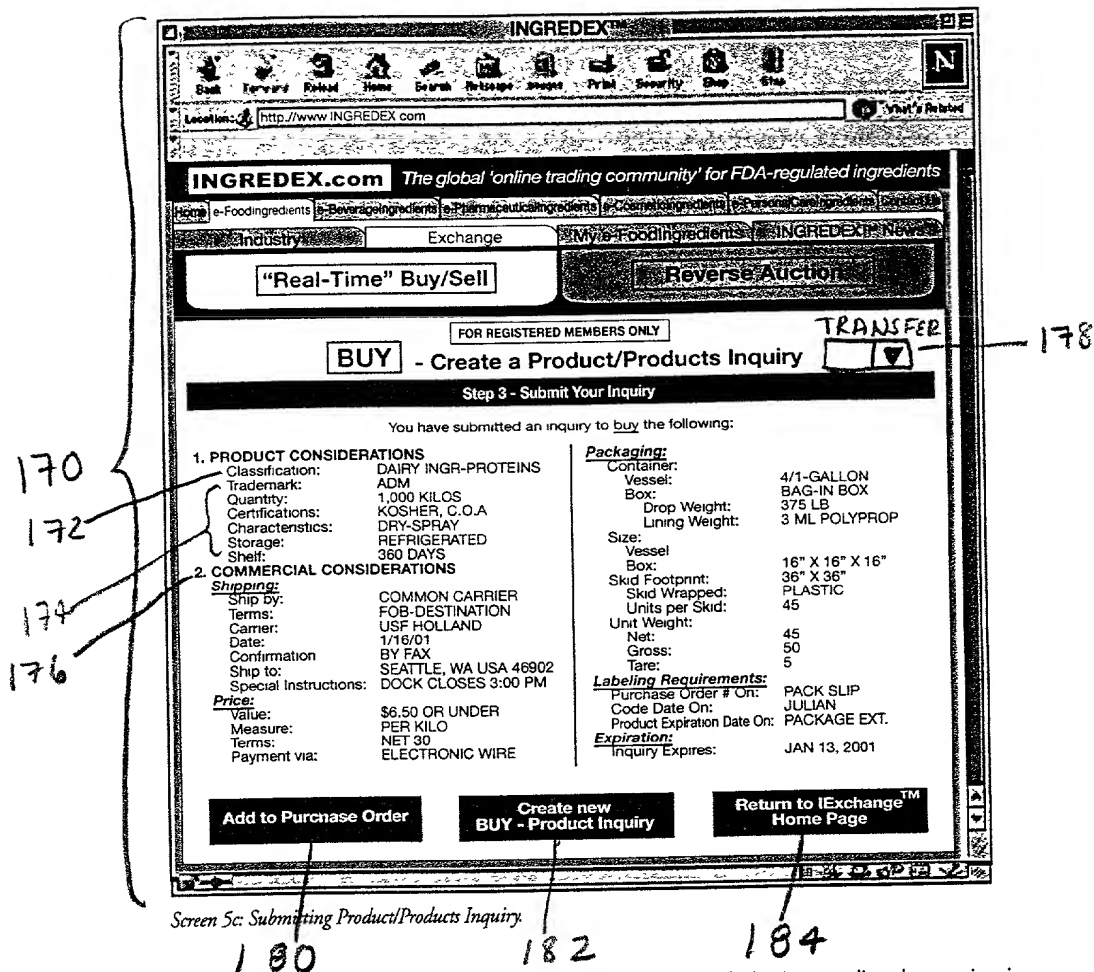 INGREDEX™
Back Forward Reload Home Search Netscape Images Print Security Shop Stop
N
Location: http://www INGREDEX com What's Related
INGREDEX.com The global 'online trading community' for FDA-regulated ingredients
Home e-FoodIngredients e-BeverageIngredients e-PharmaceuticalIngredients e-CosmeticIngredients e-PersonalCareIngredients Contact Us
Industry Exchange My e-FoodIngredients INGREDEX™ News
"Real-Time" Buy/Sell Reverse Auction
FOR REGISTERED MEMBERS ONLY
TRANSFER
BUY - Create a Product/Products Inquiry
178
Step 3 - Submit Your Inquiry
You have submitted an inquiry to buy the following:
170
172
174
176
1. PRODUCT CONSIDERATIONS
Classification: DAIRY INGR-PROTEINS
Trademark: ADM
Quantity: 1,000 KILOS
Certifications: KOSHER, C.O.A
Characteristics: DRY-SPRAY
Storage: REFRIGERATED
Shelf: 360 DAYS
2. COMMERCIAL CONSIDERATIONS
Shipping:
Ship by: COMMON CARRIER
Terms: FOB-DESTINATION
Carrier: USF HOLLAND
Date: 1/16/01
Confirmation BY FAX
Ship to: SEATTLE, WA USA 46902
Special Instructions: DOCK CLOSES 3:00 PM
Price:
Value: $6.50 OR UNDER
Measure: PER KILO
Terms: NET 30
Payment via: ELECTRONIC WIRE
Packaging:
Container:
Vessel: 4/1-GALLON
Box: BAG-IN BOX
Drop Weight: 375 LB
Lining Weight: 3 ML POLYPROP
Size:
Vessel
Box: 16" X 16" X 16"
Skid Footprint: 36" X 36"
Skid Wrapped: PLASTIC
Units per Skid: 45
Unit Weight:
Net: 45
Gross: 50
Tare: 5
Labeling Requirements:
Purchase Order # On: PACK SLIP
Code Date On: JULIAN
Product Expiration Date On: PACKAGE EXT.
Expiration:
Inquiry Expires: JAN 13, 2001
Add to Purchase Order
Create new
BUY - Product Inquiry
Return to IExchange™
Home Page
Screen 5c: Submitting Product/Products Inquiry.
180 182 184